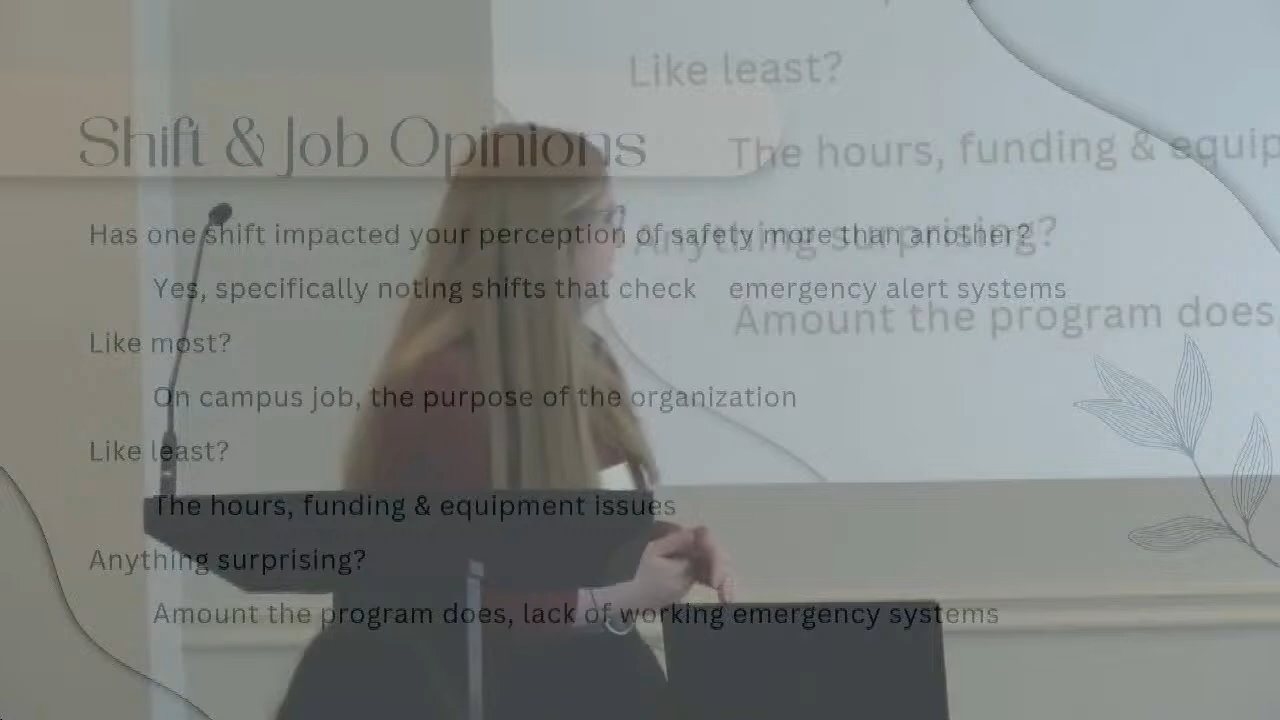 Shift & Job Opinions
Has one shift impacted your perception of safety more than another?
Yes, specifically noting shifts that check emergency alert systems
Like most?
On campus job, the purpose of the organization
Like least?
The hours, funding & equipment issues
Anything surprising?
Amount the program does, lack of working emergency systems
Like least?
The hours, funding & equip
Anything surprising?
Amount the program does